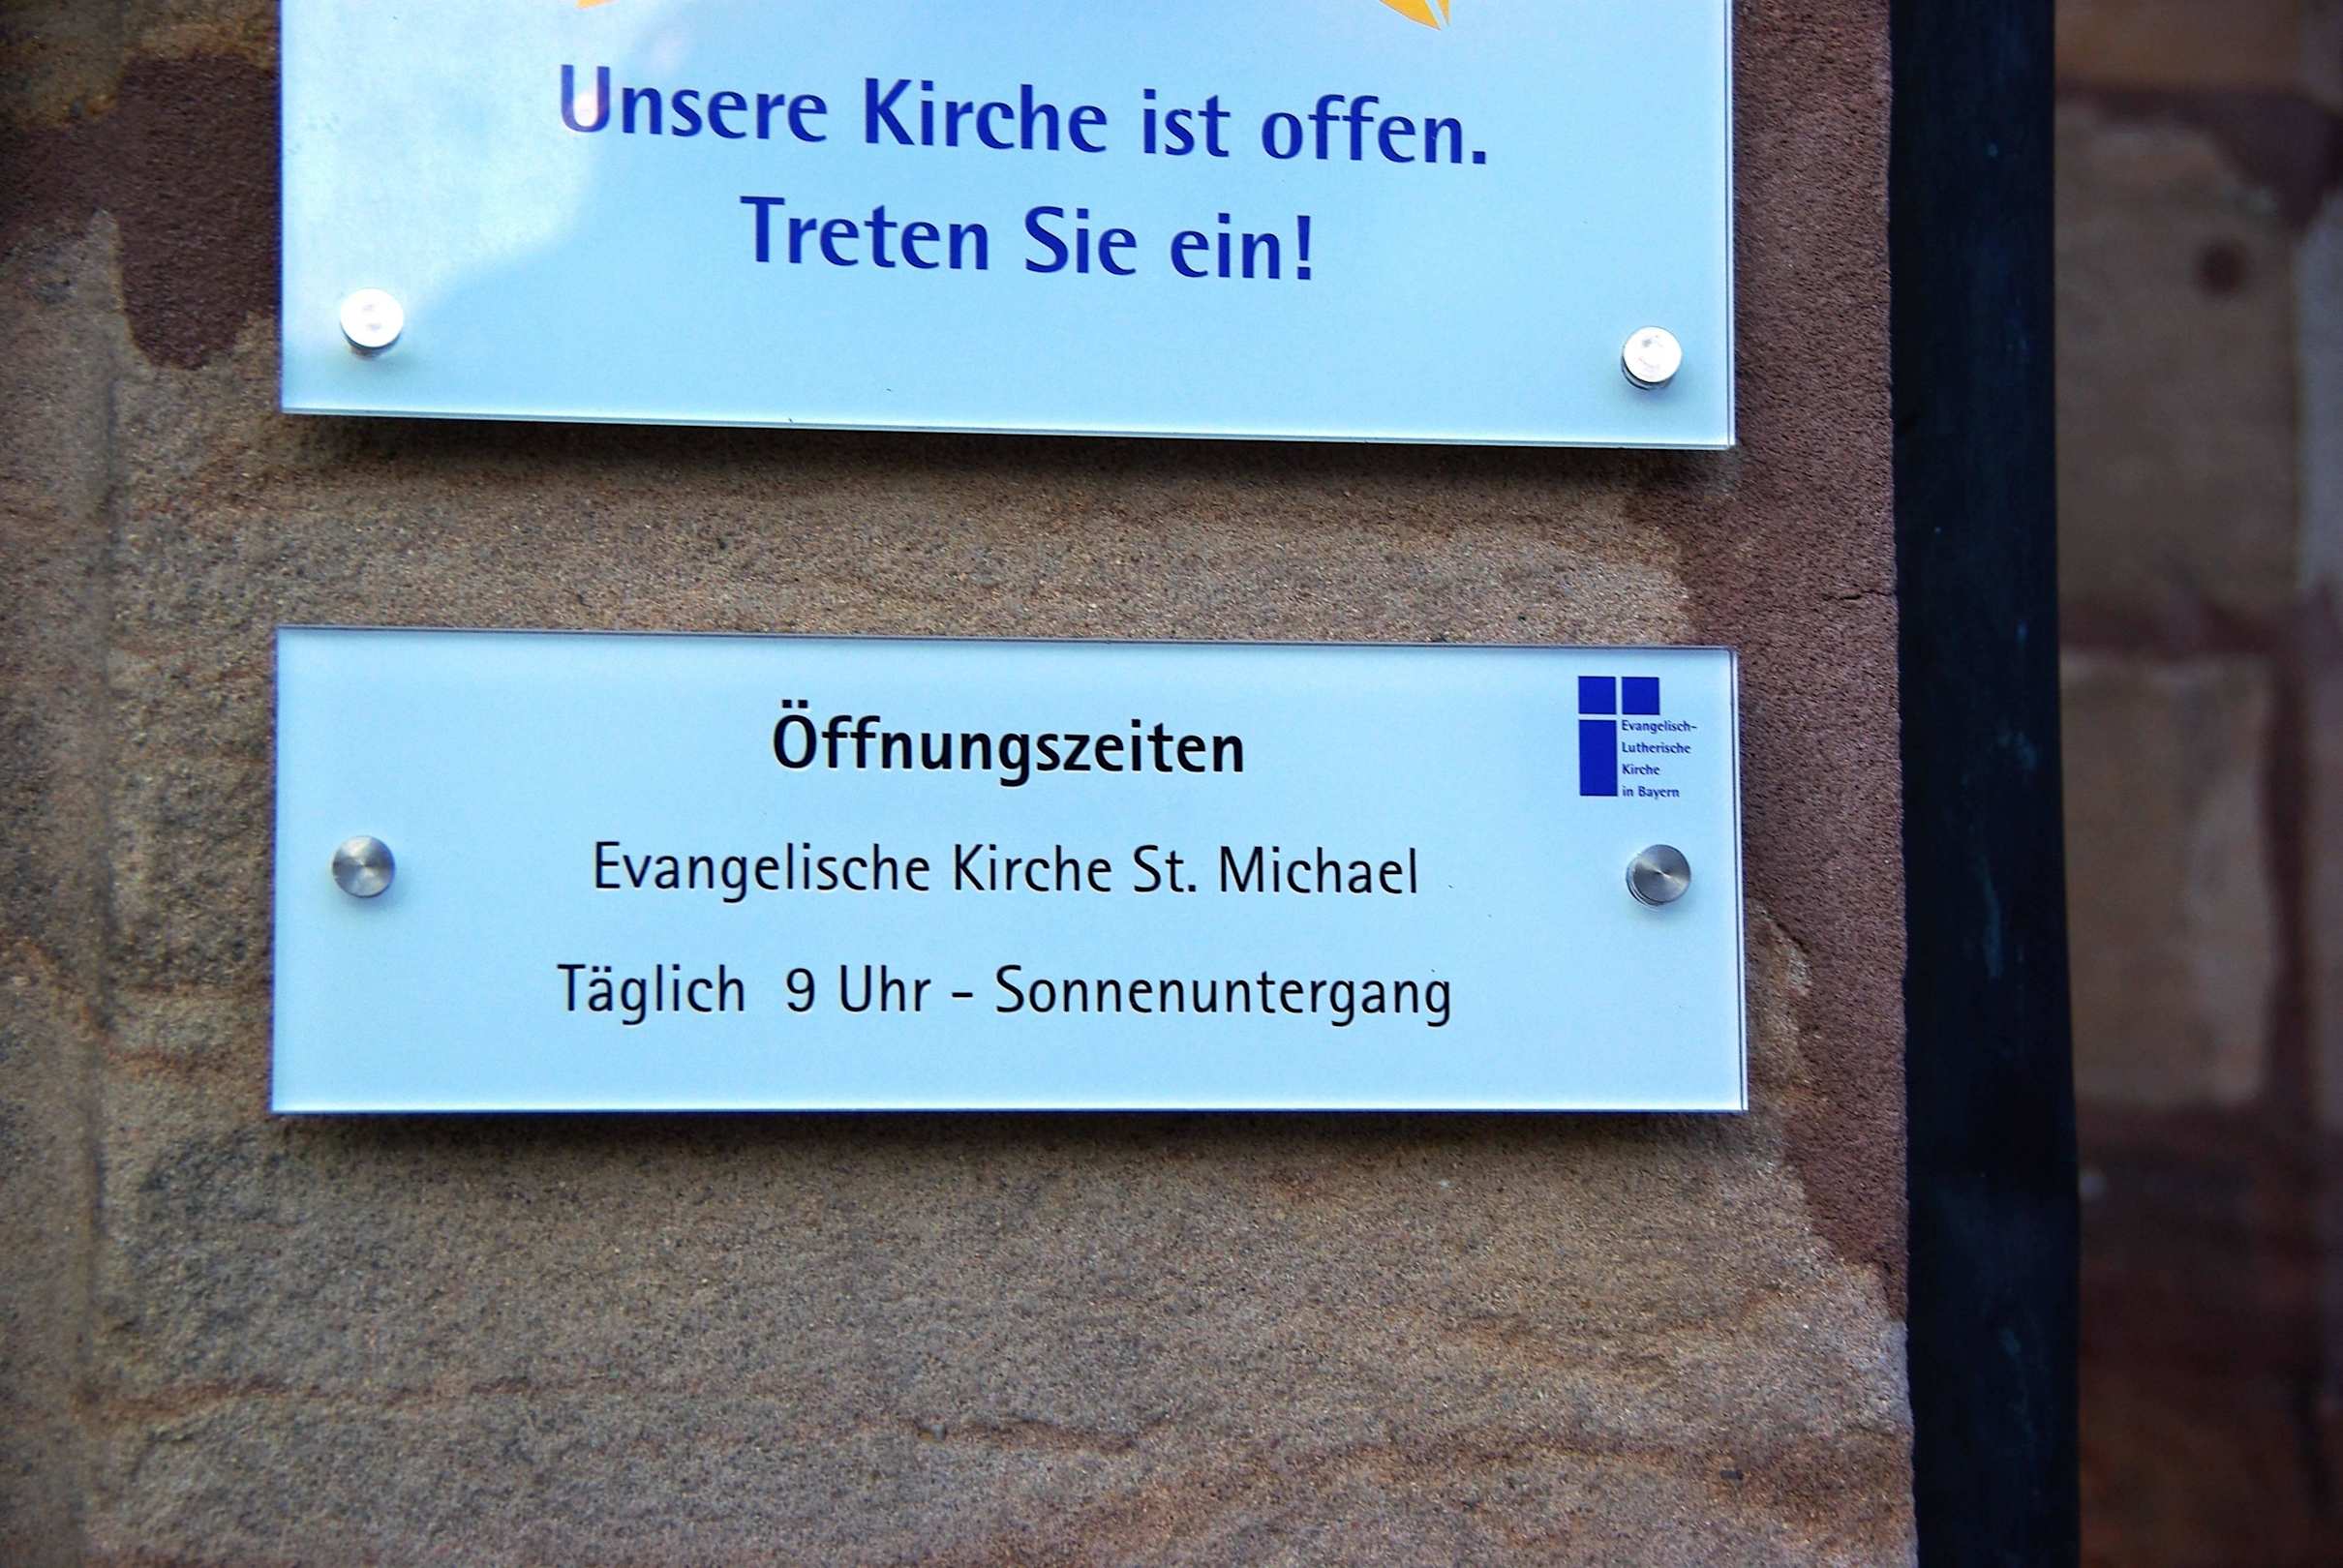 Unsere Kirche ist offen.
Treten Sie ein!
Öffnungszeiten
Evangelisch-
Lutherische
Kirche
in Bayern
Evangelische Kirche St. Michael
Täglich 9 Uhr - Sonnenuntergang